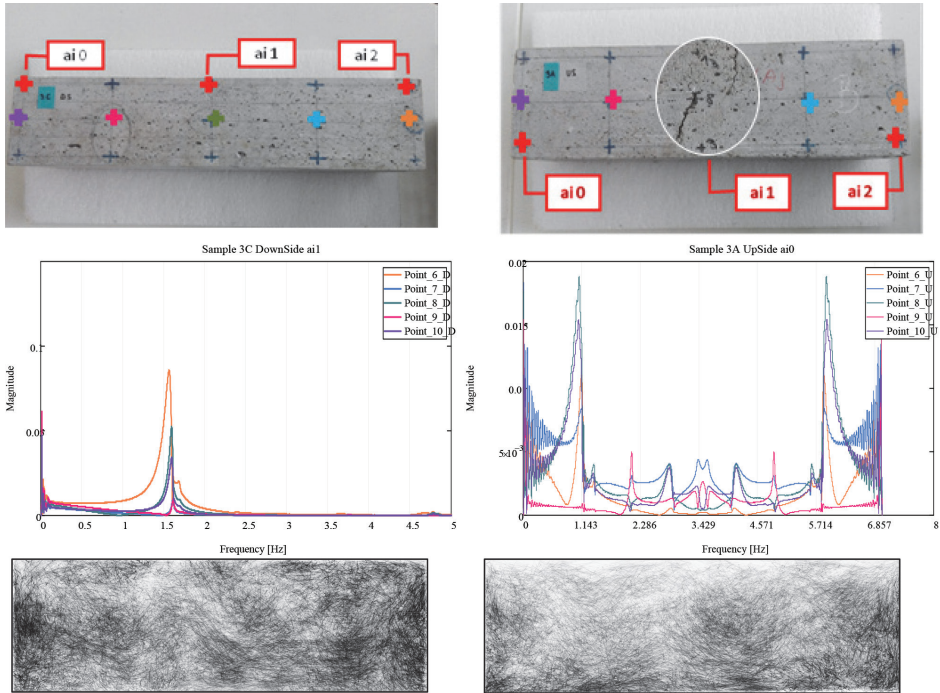 ai 0
ai 1
ai 2
3C DS
3A US
ai 0
ai 1
ai 2
Sample 3C DownSide ai1
Point_6_D
Point_7_D
Point_8_D
Point_9_D
Point_10_D
0.1
0.05
0
Magnitude
0 0.5 1 1.5 2 2.5 3 3.5 4 4.5 5
Frequency [Hz]
Sample 3A UpSide ai0
Point_6_U
Point_7_U
Point_8_U
Point_9_U
Point_10_U
0.02
0.015
0.0
5x10⁻³
0
Magnitude
0 1.143 2.286 3.429 4.571 5.714 6.857 8
Frequency [Hz]